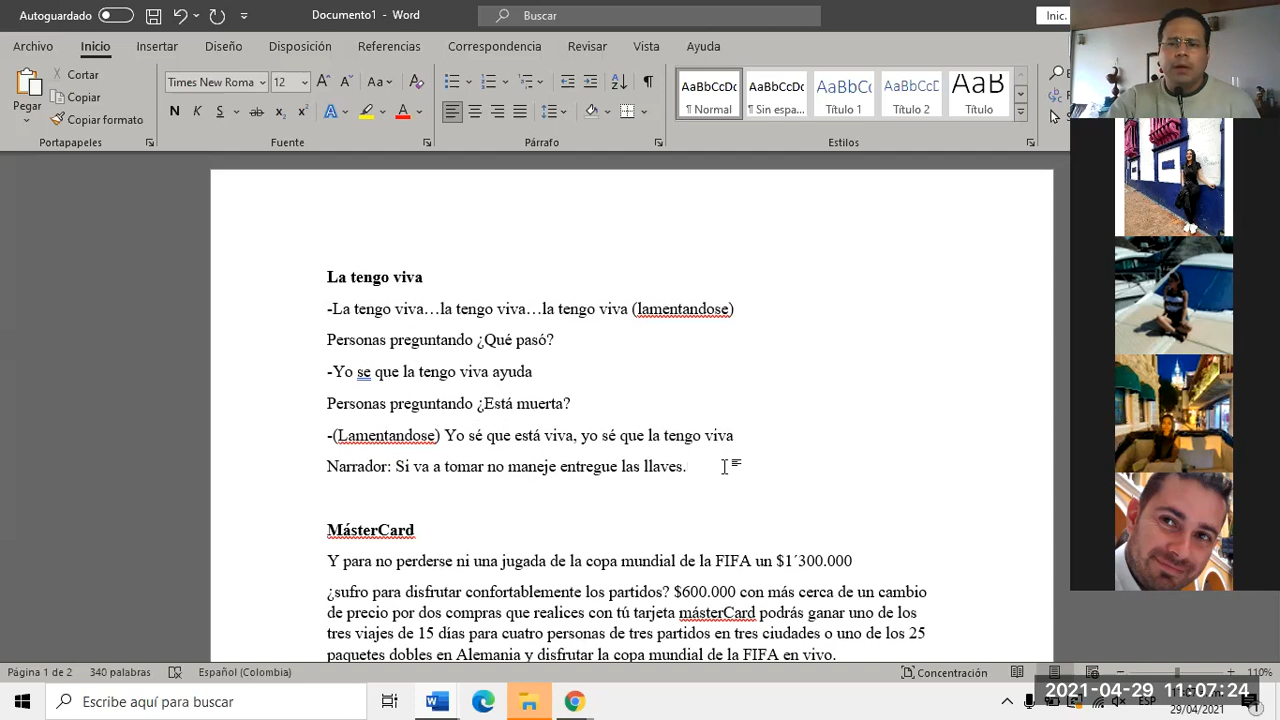 Autoguardado
Documento1 - Word
Buscar
Inic.
Archivo Inicio Insertar Diseño Disposición Referencias Correspondencia Revisar Vista Ayuda
Pegar
Cortar
Copiar
Copiar formato
Portapapeles
Times New Roma 12
Fuente
Párrafo
AaBbCcDc AaBbCcDc AaBbCc AaBbCcD AaB
¶ Normal ¶ Sin espa... Título 1 Título 2 Título
Estilos
La tengo viva
-La tengo viva…la tengo viva…la tengo viva (lamentandose)
Personas preguntando ¿Qué pasó?
-Yo se que la tengo viva ayuda
Personas preguntando ¿Está muerta?
-(Lamentandose) Yo sé que está viva, yo sé que la tengo viva
Narrador: Si va a tomar no maneje entregue las llaves.
MásterCard
Y para no perderse ni una jugada de la copa mundial de la FIFA un $1´300.000
¿sufro para disfrutar confortablemente los partidos? $600.000 con más cerca de un cambio
de precio por dos compras que realices con tú tarjeta másterCard podrás ganar uno de los
tres viajes de 15 días para cuatro personas de tres partidos en tres ciudades o uno de los 25
paquetes dobles en Alemania y disfrutar la copa mundial de la FIFA en vivo.
Página 1 de 2 340 palabras Español (Colombia) Concentración 110%
Escribe aquí para buscar
2021-04-29 11:07:24
ESP
29/04/2021